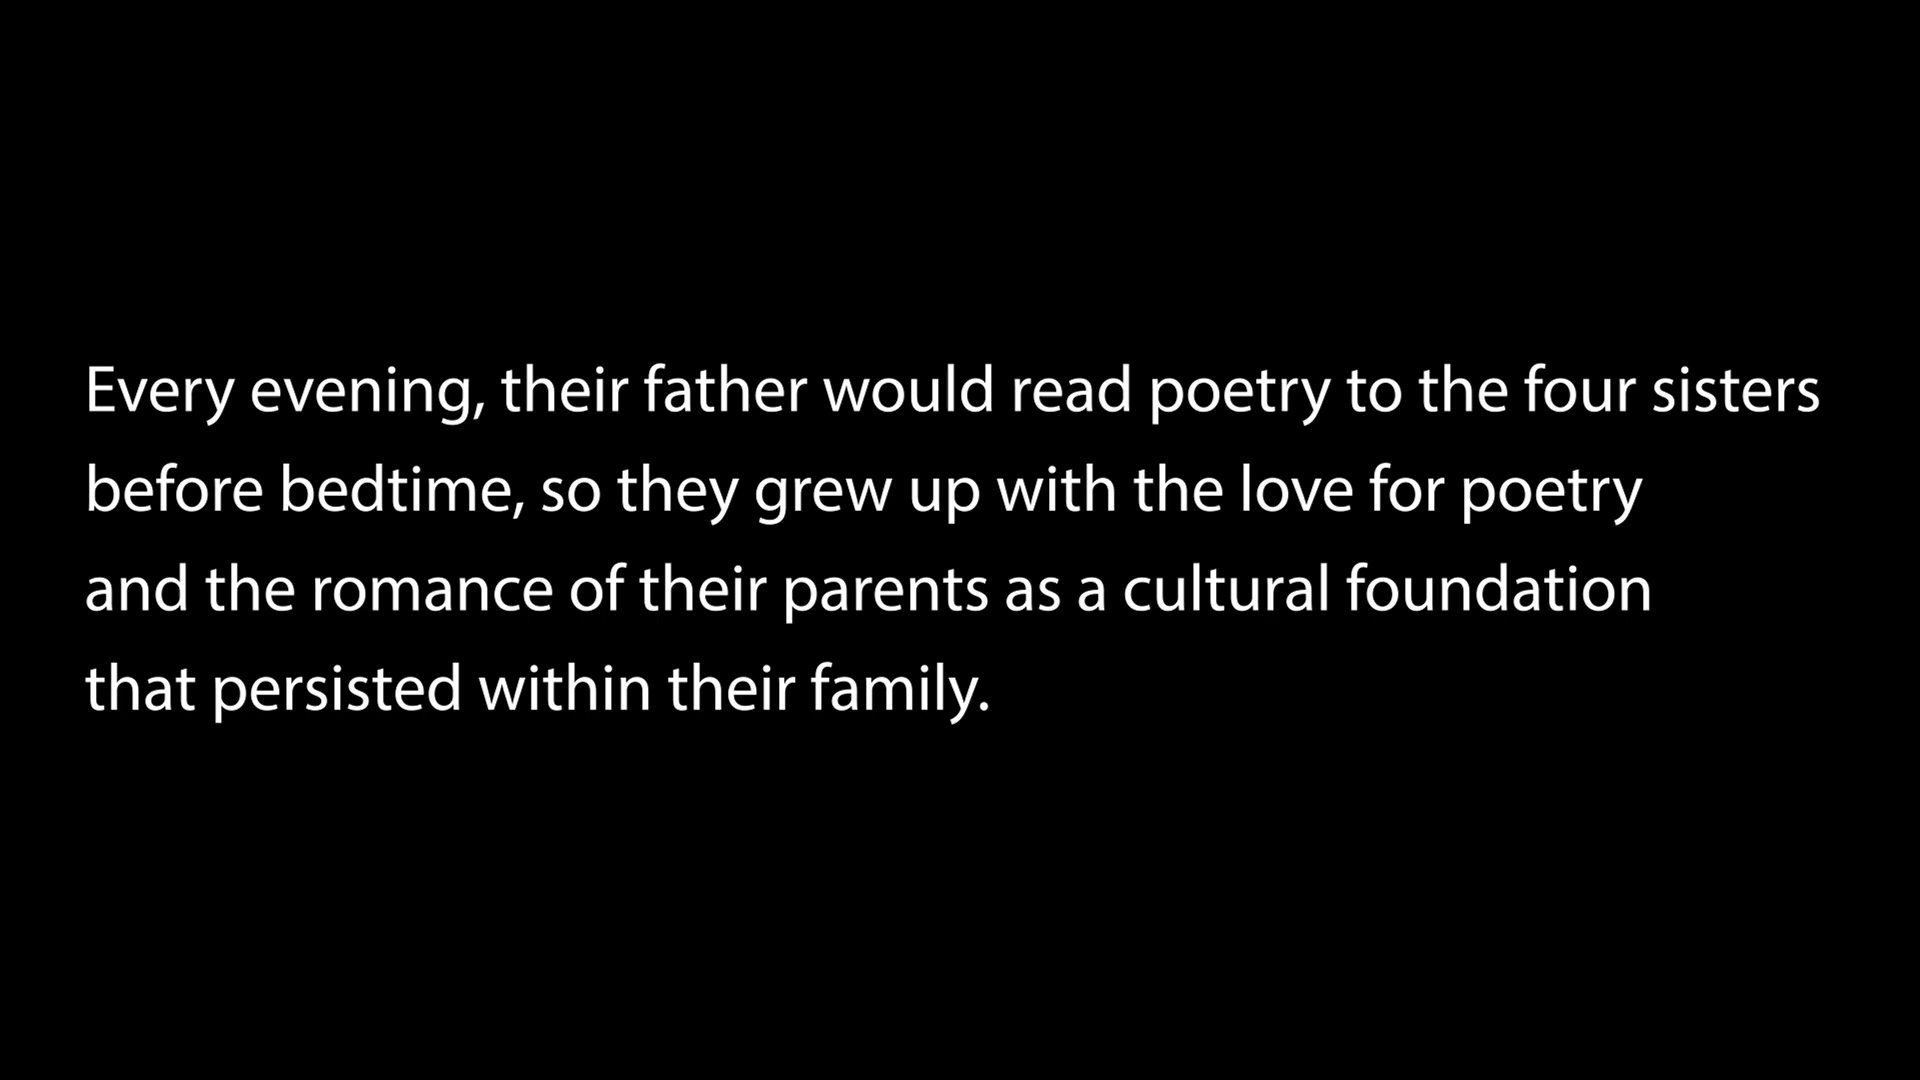 Every evening, their father would read poetry to the four sisters
before bedtime, so they grew up with the love for poetry
and the romance of their parents as a cultural foundation
that persisted within their family.